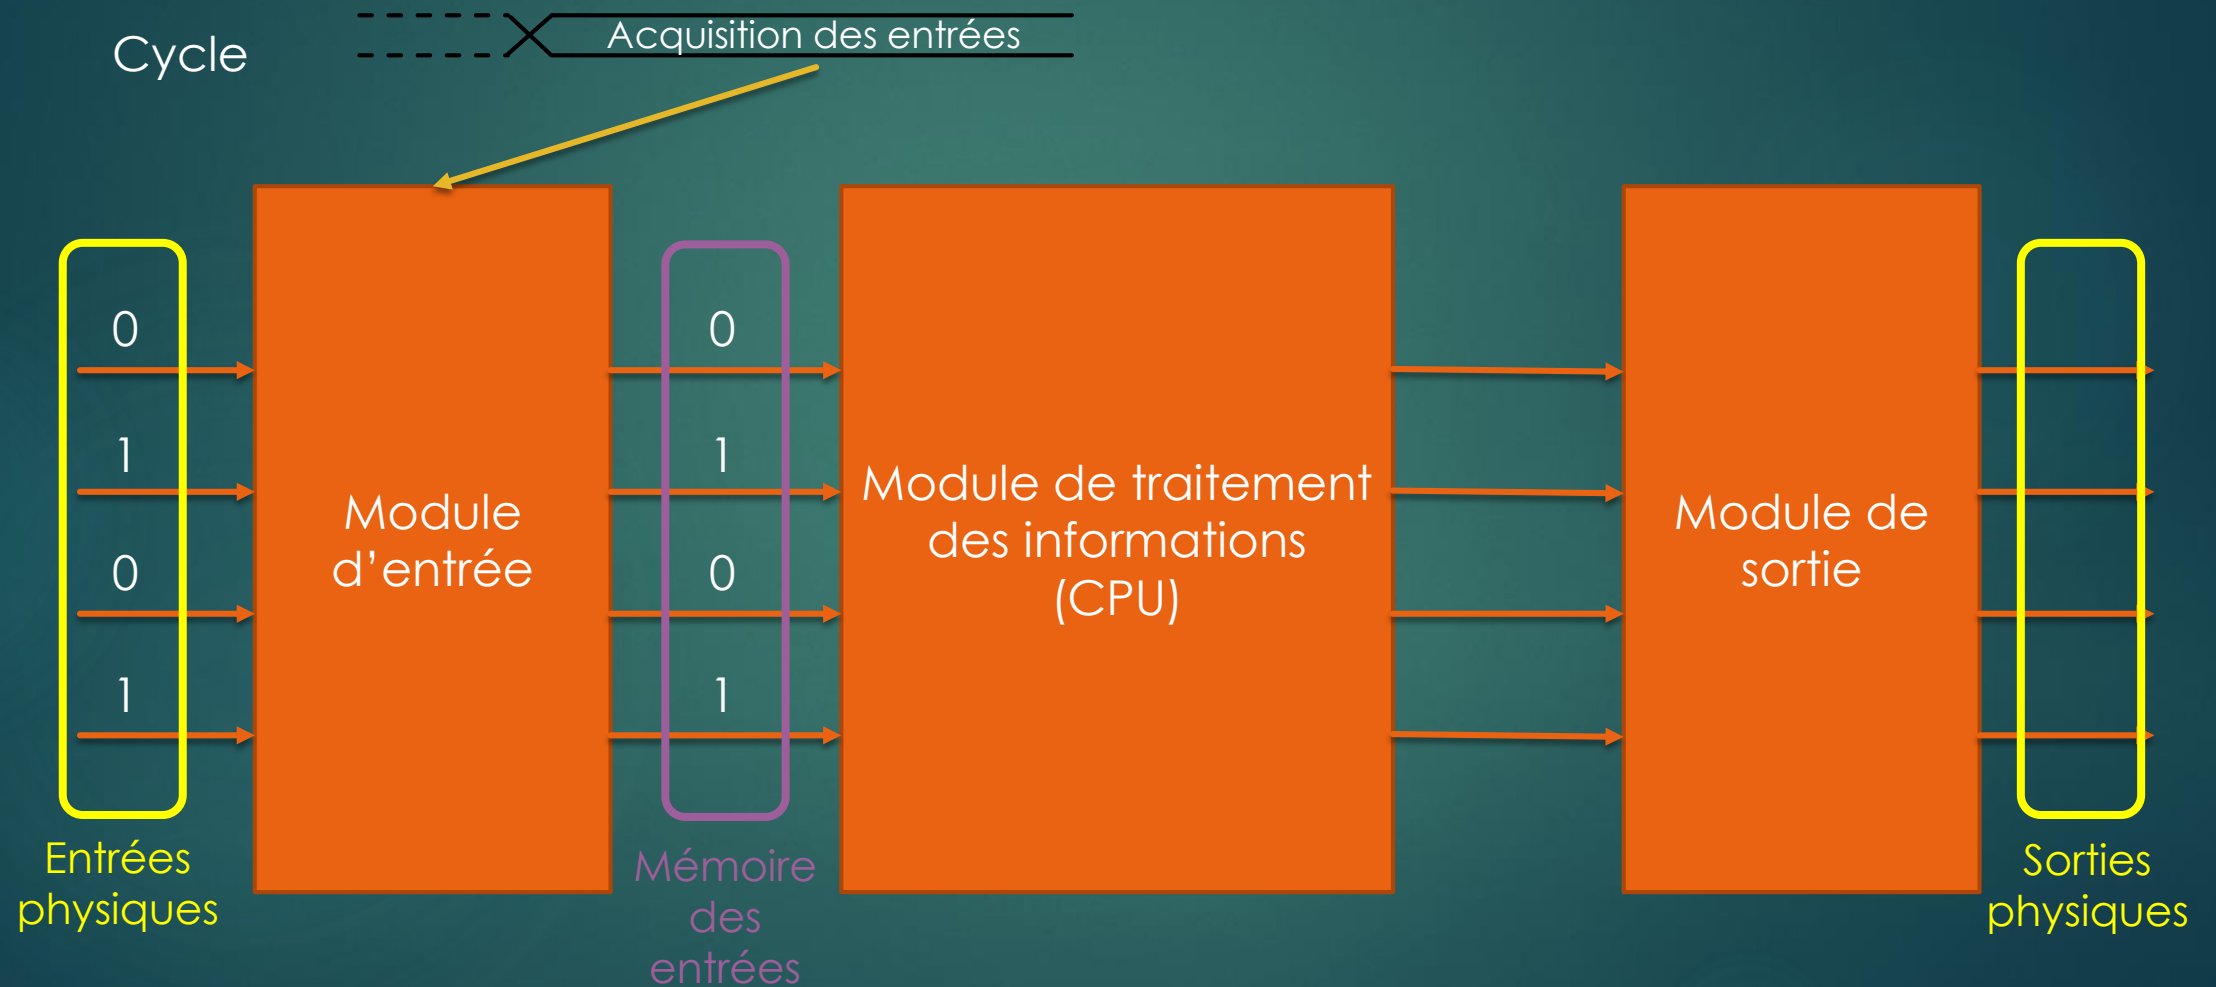 Cycle
Acquisition des entrées
0
1
0
1
Entrées
physiques
Module
d’entrée
0
1
0
1
Mémoire
des
entrées
Module de traitement
des informations
(CPU)
Module de
sortie
Sorties
physiques